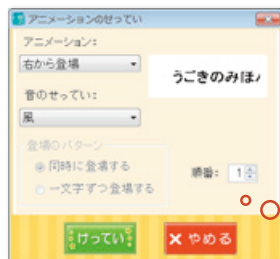 アニメーションのせってい
アニメーション:
右から登場
うごきのみほ
音のせってい:
風
登場のパターン
同時に登場する
一文字ずつ登場する
順番: 1
けってい
やめる